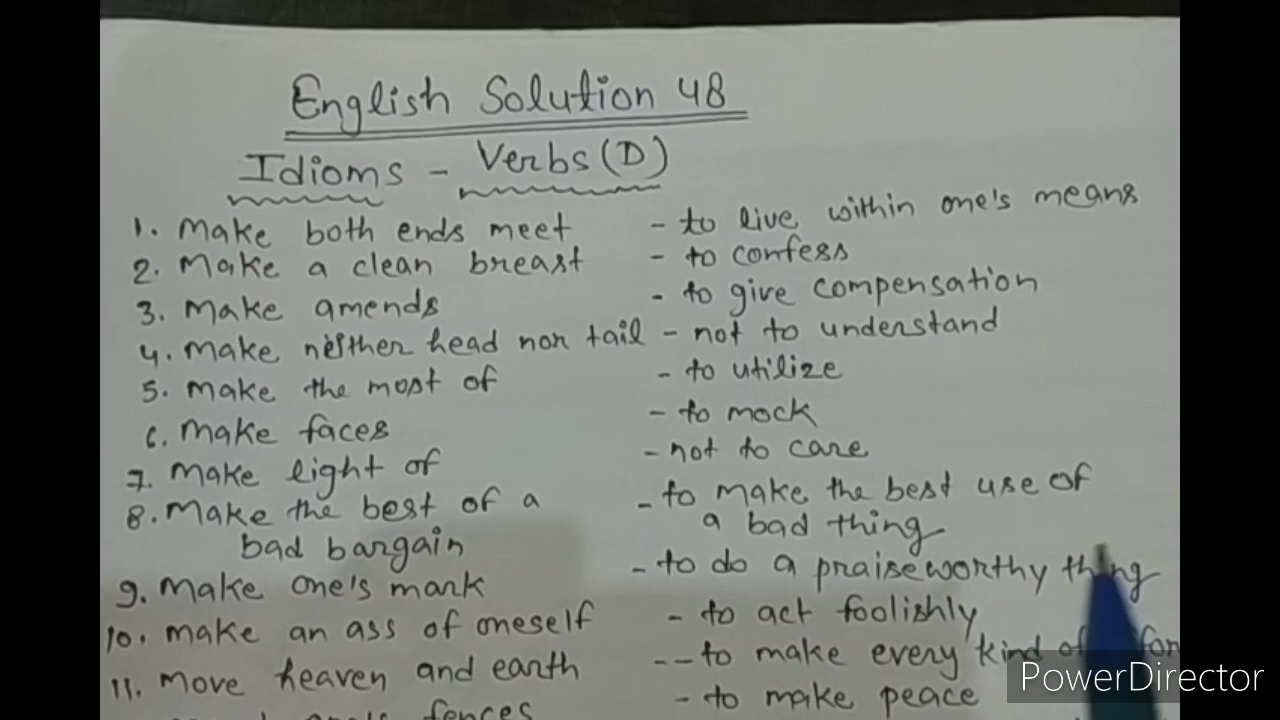 English Solution 48
Idioms - Verbs (D)
1. Make both ends meet - to live within one's means
2. Make a clean breast - to confess
3. Make amends - to give compensation
4. Make neither head nor tail - not to understand
5. Make the most of - to utilize
6. Make faces - to mock
7. Make light of - not to care
8. Make the best of a - to make the best use of
bad bargain a bad thing
9. Make one's mark - to do a praiseworthy thing
10. make an ass of oneself - to act foolishly
11. Move heaven and earth -- to make every kind of
fences - to make peace
PowerDirector